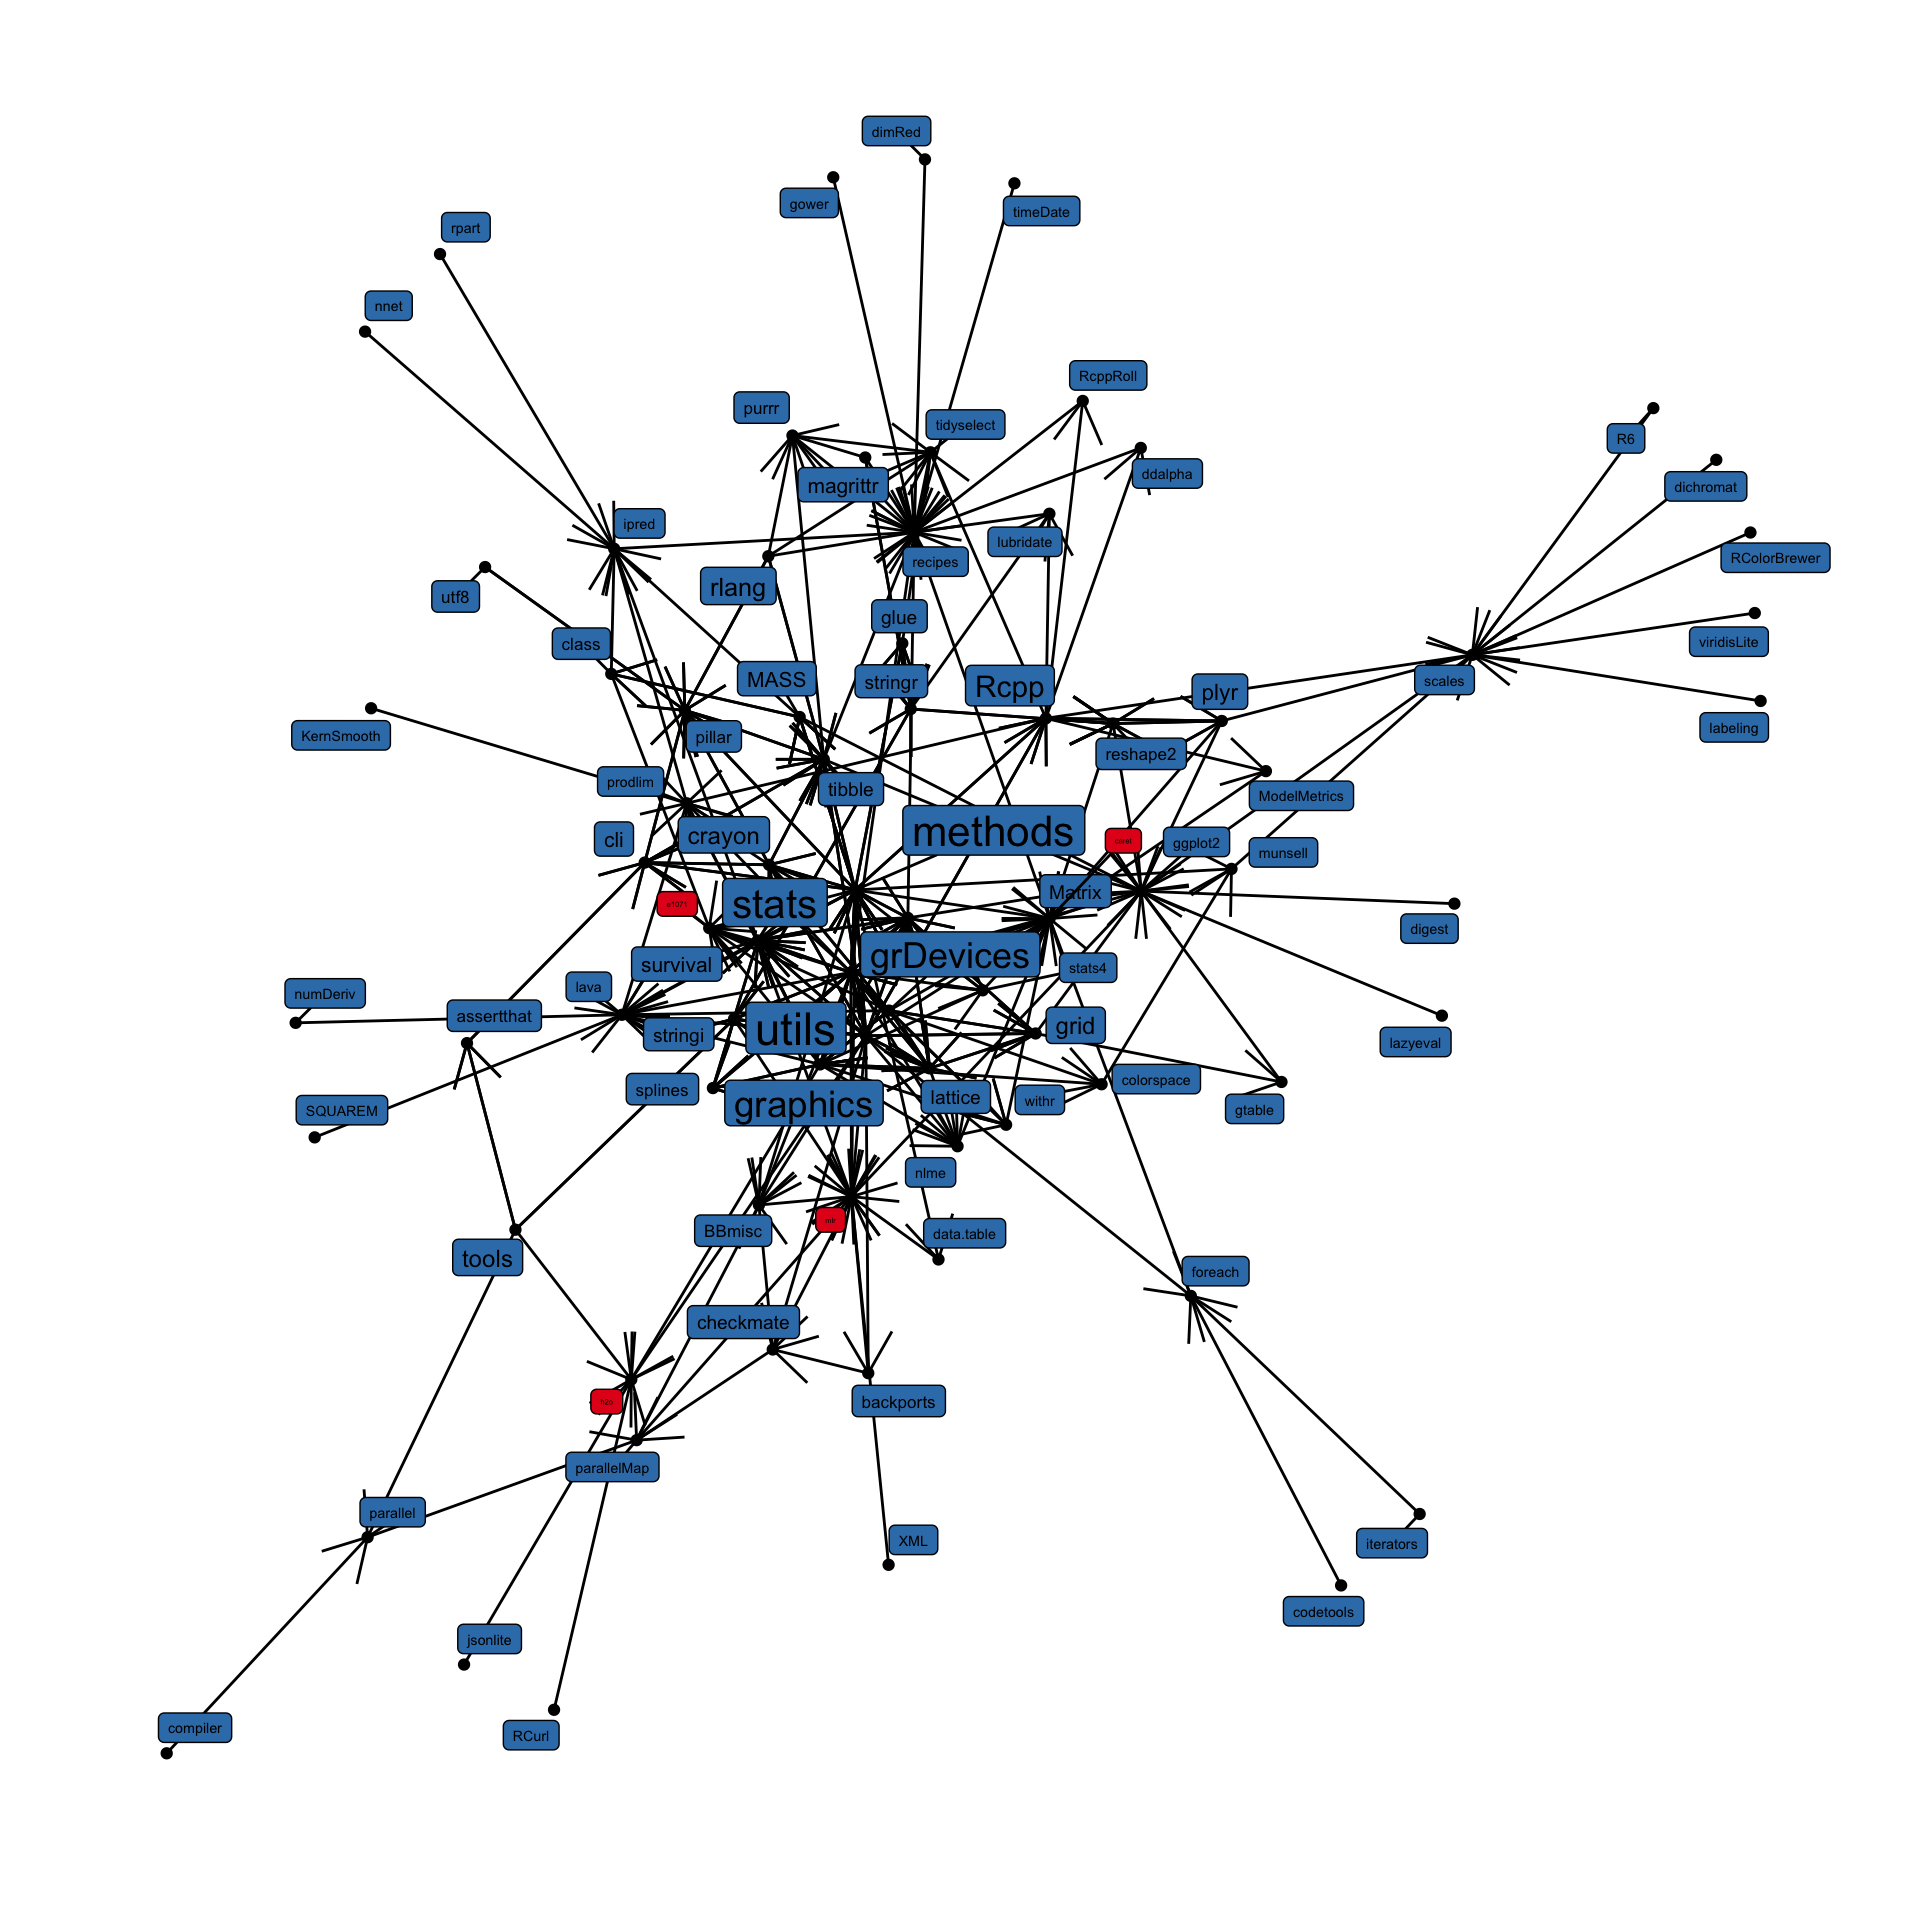 dimRed
gower
timeDate
rpart
nnet
RcppRoll
purrr
tidyselect
R6
magrittr
ddalpha
dichromat
ipred
lubridate
RColorBrewer
recipes
rlang
utf8
glue
class
viridisLite
MASS
stringr
Rcpp
plyr
scales
labeling
KernSmooth
pillar
reshape2
prodlim
tibble
ModelMetrics
cli
crayon
methods
caret
ggplot2
munsell
e1071
stats
Matrix
digest
survival
grDevices
stats4
numDeriv
lava
assertthat
stringi
utils
grid
lazyeval
SQUAREM
splines
graphics
lattice
withr
colorspace
gtable
nlme
BBmisc
mlr
data.table
tools
foreach
checkmate
h2o
backports
parallelMap
parallel
XML
iterators
codetools
jsonlite
compiler
RCurl